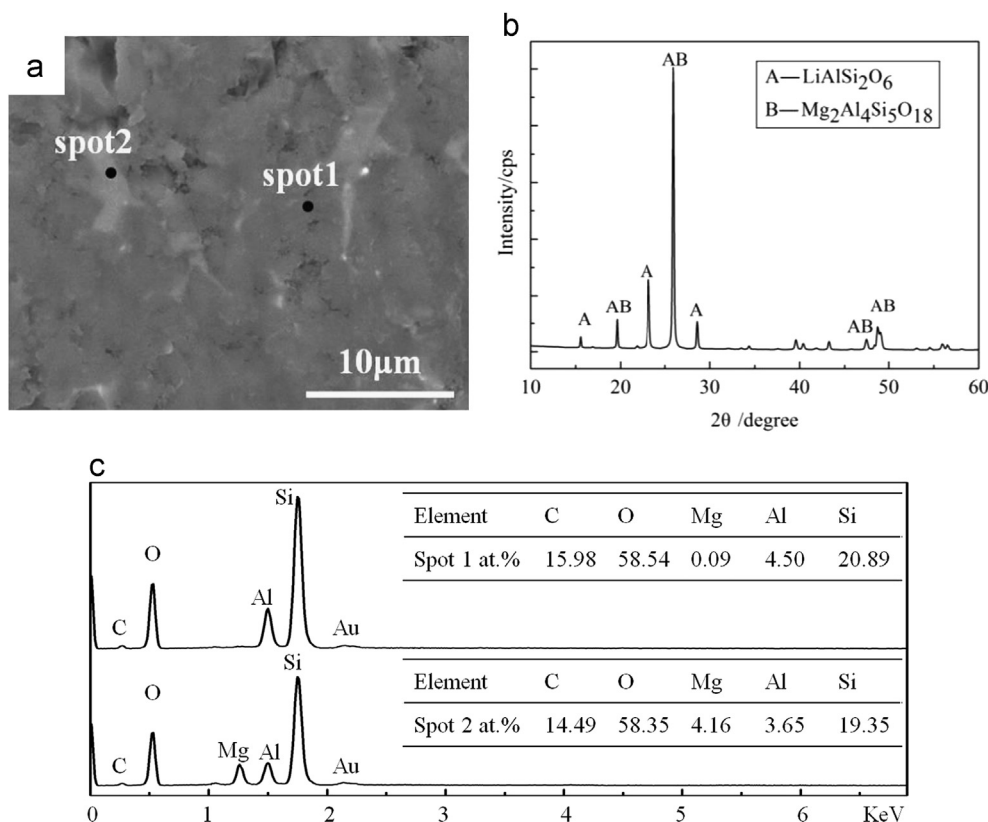 a
spot2
spot1
10μm
b
A—LiAlSi₂O₆
B—Mg₂Al₄Si₅O₁₈
AB
A
AB
A
A
AB
AB
Intensity/cps
10 20 30 40 50 60
2θ /degree
c
Si
O
Al
C
Au
Element C O Mg Al Si
Spot 1 at.% 15.98 58.54 0.09 4.50 20.89
Si
O
Mg Al
C
Au
Element C O Mg Al Si
Spot 2 at.% 14.49 58.35 4.16 3.65 19.35
0 1 2 3 4 5 6 KeV